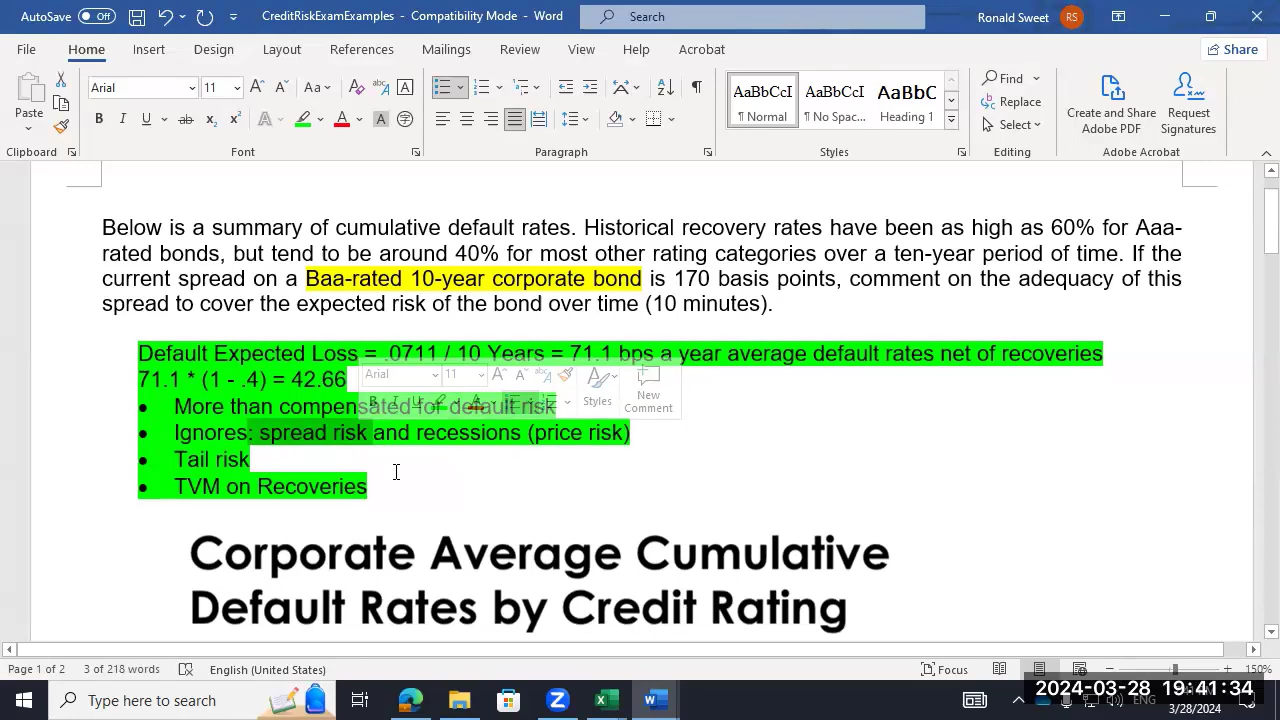 AutoSave Off CreditRiskExamExamples - Compatibility Mode - Word Search Ronald Sweet RS
File Home Insert Design Layout References Mailings Review View Help Acrobat Share
Arial 11 Aa AaBbCcI AaBbCcI AaBbC Find
Paste ¶ Normal ¶ No Spac... Heading 1 Replace Create and Share Adobe PDF Request Signatures
B I U ab x₂ x² A A A Select
Clipboard Font Paragraph Styles Editing Adobe Acrobat
Below is a summary of cumulative default rates. Historical recovery rates have been as high as 60% for Aaa-
rated bonds, but tend to be around 40% for most other rating categories over a ten-year period of time. If the
current spread on a Baa-rated 10-year corporate bond is 170 basis points, comment on the adequacy of this
spread to cover the expected risk of the bond over time (10 minutes).
Default Expected Loss = .0711 / 10 Years = 71.1 bps a year average default rates net of recoveries
71.1 * (1 - .4) = 42.66
Arial 11 Styles New Comment
B I U A
• More than compensated for default risk
• Ignores: spread risk and recessions (price risk)
• Tail risk
• TVM on Recoveries
Corporate Average Cumulative
Default Rates by Credit Rating
Page 1 of 2 3 of 218 words English (United States) Focus 150%
Type here to search ENG
2024-03-28 19:41:34
3/28/2024